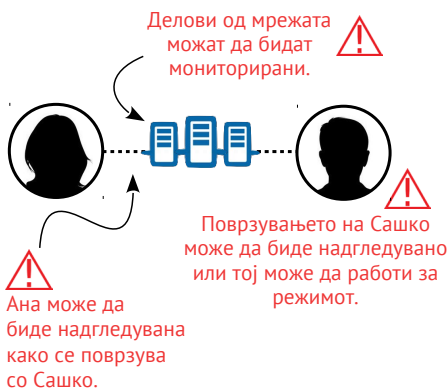 Делови од мрежата
можат да бидат
мониторирани.
Поврзувањето на Сашко
може да биде надгледувано
или тој може да работи за
режимот.
Ана може да
биде надгледувана
како се поврзува
со Сашко.